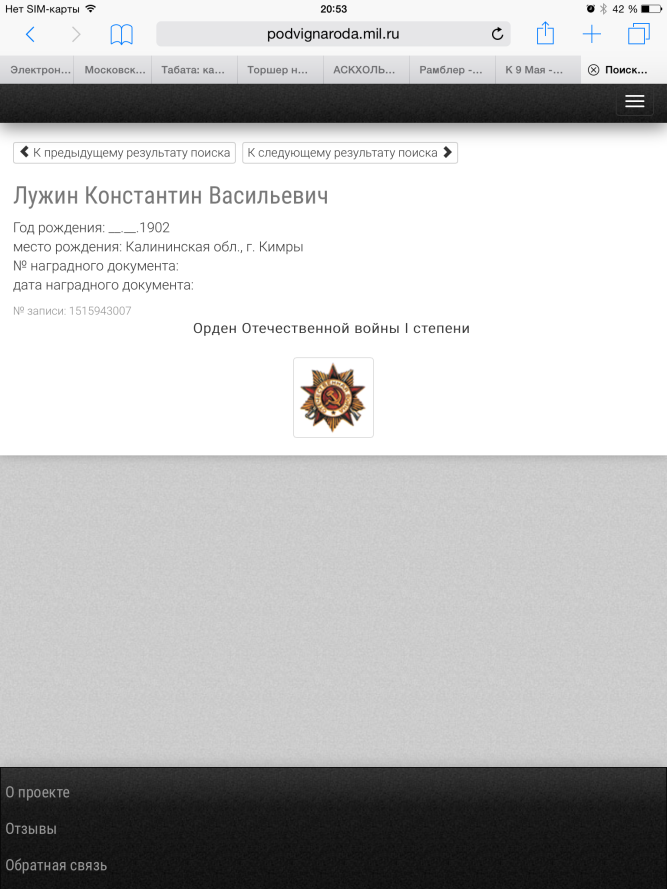 Нет SIM-карты 20:53 42 %
podvignaroda.mil.ru
Электрон... Московск... Табата: ка... Торшер н... АСКХОЛЬ... Рамблер -... К 9 Мая -... Поиск...
К предыдущему результату поиска К следующему результату поиска
Лужин Константин Васильевич
Год рождения: __.__.1902
место рождения: Калининская обл., г. Кимры
№ наградного документа:
дата наградного документа:
№ записи: 1515943007
Орден Отечественной войны I степени
О проекте
Отзывы
Обратная связь